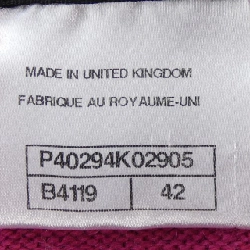 MADE IN UNITED KINGDOM
FABRIQUE AU ROYAUME-UNI
P40294K02905
B4119 42